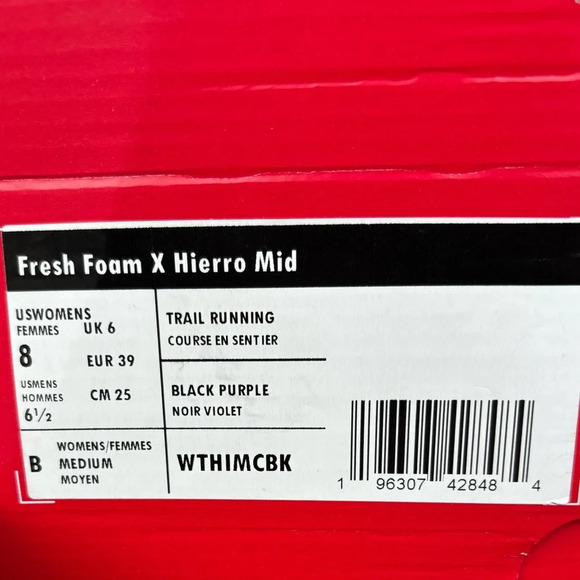 Fresh Foam X Hierro Mid
USWOMENS
FEMMES UK 6
8 EUR 39
USMENS
HOMMES CM 25
6½
TRAIL RUNNING
COURSE EN SENTIER
BLACK PURPLE
NOIR VIOLET
B WOMENS/FEMMES
MEDIUM
MOYEN
WTHIMCBK
1 96307 42848 4